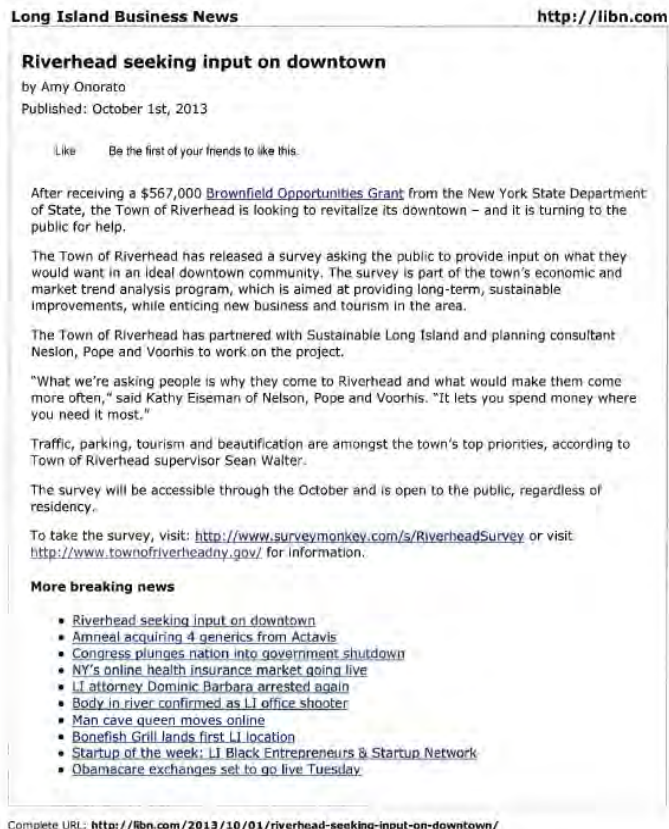 Long Island Business News http://libn.com
Riverhead seeking input on downtown
by Amy Onorato
Published: October 1st, 2013
Like Be the first of your friends to like this.
After receiving a $567,000 Brownfield Opportunities Grant from the New York State Department
of State, the Town of Riverhead is looking to revitalize its downtown – and it is turning to the
public for help.
The Town of Riverhead has released a survey asking the public to provide input on what they
would want in an ideal downtown community. The survey is part of the town's economic and
market trend analysis program, which is aimed at providing long-term, sustainable
improvements, while enticing new business and tourism in the area.
The Town of Riverhead has partnered with Sustainable Long Island and planning consultant
Neslon, Pope and Voorhis to work on the project.
"What we're asking people is why they come to Riverhead and what would make them come
more often," said Kathy Eiseman of Nelson, Pope and Voorhis. "It lets you spend money where
you need it most."
Traffic, parking, tourism and beautification are amongst the town's top priorities, according to
Town of Riverhead supervisor Sean Walter.
The survey will be accessible through the October and is open to the public, regardless of
residency.
To take the survey, visit: http://www.surveymonkey.com/s/RiverheadSurvey or visit
http://www.townofriverheadny.gov/ for information.
More breaking news
• Riverhead seeking input on downtown
• Amneal acquiring 4 generics from Actavis
• Congress plunges nation into government shutdown
• NY's online health insurance market going live
• LI attorney Dominic Barbara arrested again
• Body in river confirmed as LI office shooter
• Man cave queen moves online
• Bonefish Grill lands first LI location
• Startup of the week: LI Black Entrepreneurs & Startup Network
• Obamacare exchanges set to go live Tuesday
Complete URL: http://libn.com/2013/10/01/riverhead-seeking-input-on-downtown/